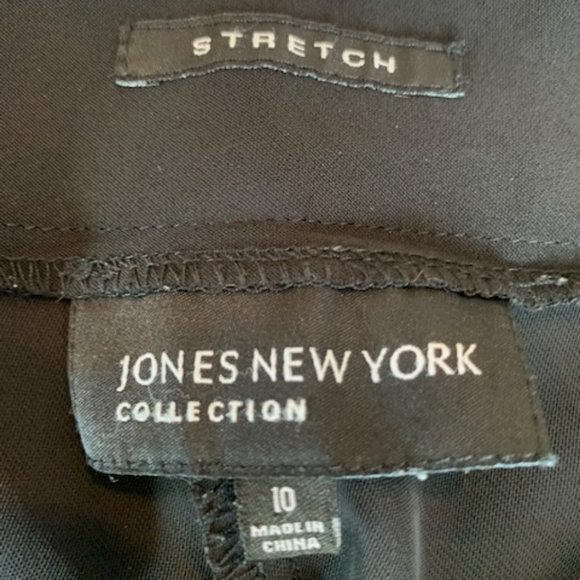 STRETCH
JONES NEW YORK
COLLECTION
10
MADE IN
CHINA